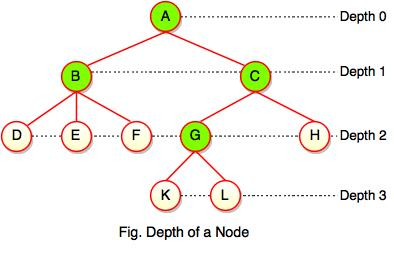 A Depth 0
B C Depth 1
D E F G H Depth 2
K L Depth 3
Fig. Depth of a Node